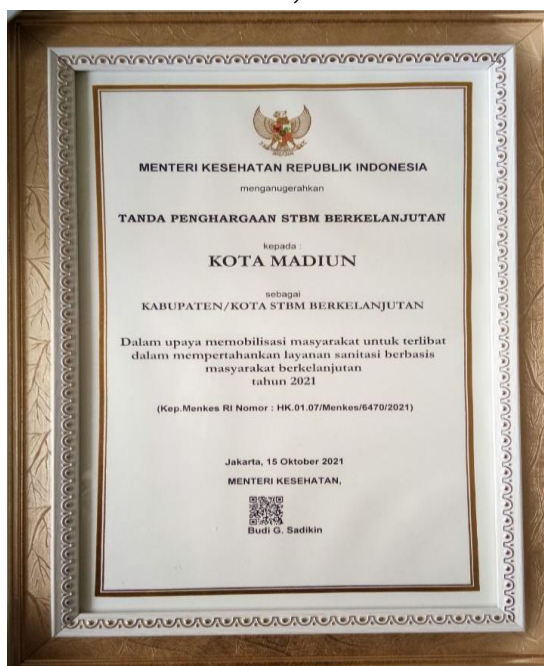 MENTERI KESEHATAN REPUBLIK INDONESIA
menganugerahkan
TANDA PENGHARGAAN STBM BERKELANJUTAN
kepada :
KOTA MADIUN
sebagai
KABUPATEN/KOTA STBM BERKELANJUTAN
Dalam upaya memobilisasi masyarakat untuk terlibat
dalam mempertahankan layanan sanitasi berbasis
masyarakat berkelanjutan
tahun 2021
(Kep.Menkes RI Nomor : HK.01.07/Menkes/6470/2021)
Jakarta, 15 Oktober 2021
MENTERI KESEHATAN,
Budi G. Sadikin